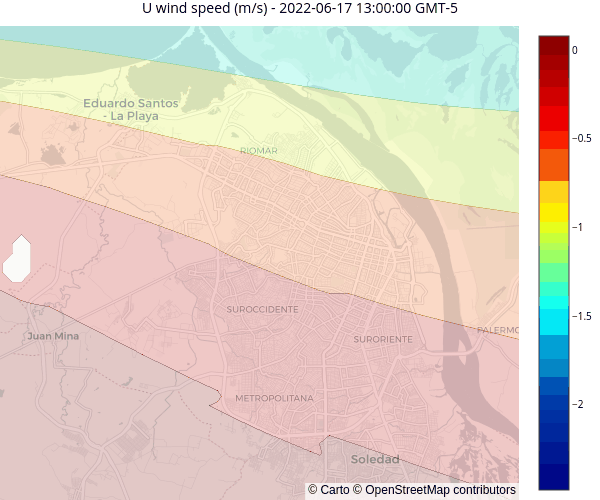 U wind speed (m/s) - 2022-06-17 13:00:00 GMT-5
0
−0.5
−1
−1.5
−2
Eduardo Santos
- La Playa
RIOMAR
SUROCCIDENTE
PALERMO
Juan Mina
SURORIENTE
METROPOLITANA
Soledad
© Carto © OpenStreetMap contributors